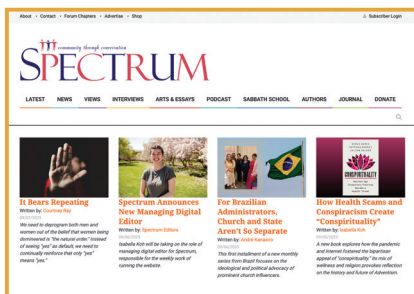 About • Contact • Forum Chapters • Advertise • Shop
Subscriber Login
community through conversation
SPECTRUM
LATEST NEWS VIEWS INTERVIEWS ARTS & ESSAYS PODCAST SABBATH SCHOOL AUTHORS JOURNAL DONATE
It Bears Repeating
Written by: Courtney Ray
We need to deprogram both men and
women out of the belief that women being
domineered is "the natural order." Instead
of seeing "yes" as default, we need to
continually reinforce that only "yes"
means "yes."
Spectrum Announces
New Managing Digital
Editor
Written by: Spectrum Editors
Isabella Koh will be taking on the role of
managing editor for Spectrum,
responsible for the weekly work of
running the website.
For Brazilian
Administrators,
Church and State
Aren't So Separate
Written by: André Kanasiro
This first installment of a new monthly
series from Brazil focuses on the
ideological and political advocacy of
prominent church influencers.
CONSPIRITUALITY
How Health Scams and
Conspiracism Create
"Conspirituality"
Written by: Isabella Koh
A new book explores how the pandemic
and Internet fostered the bipartisan
appeal of "conspirituality." Its mix of
wellness and religion provokes reflection
on the history and future of Adventism.